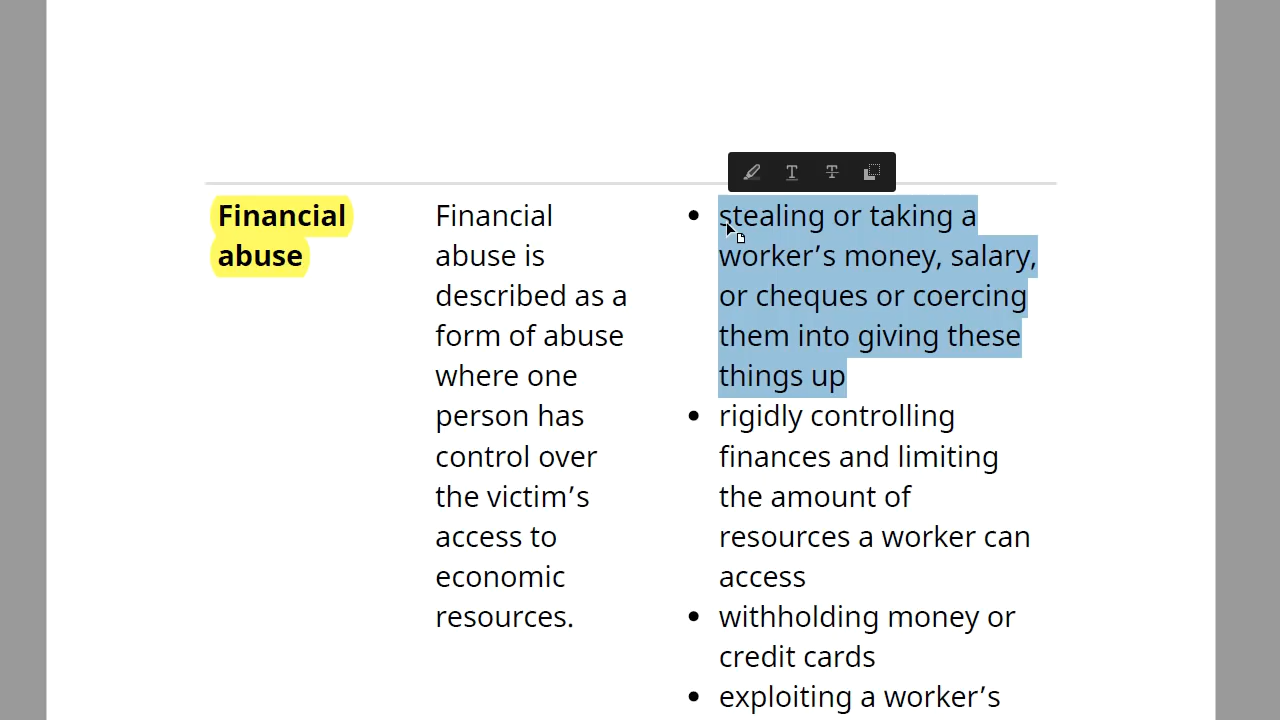 Financial
abuse
Financial
abuse is
described as a
form of abuse
where one
person has
control over
the victim’s
access to
economic
resources.
• stealing or taking a
worker’s money, salary,
or cheques or coercing
them into giving these
things up
• rigidly controlling
finances and limiting
the amount of
resources a worker can
access
• withholding money or
credit cards
• exploiting a worker’s